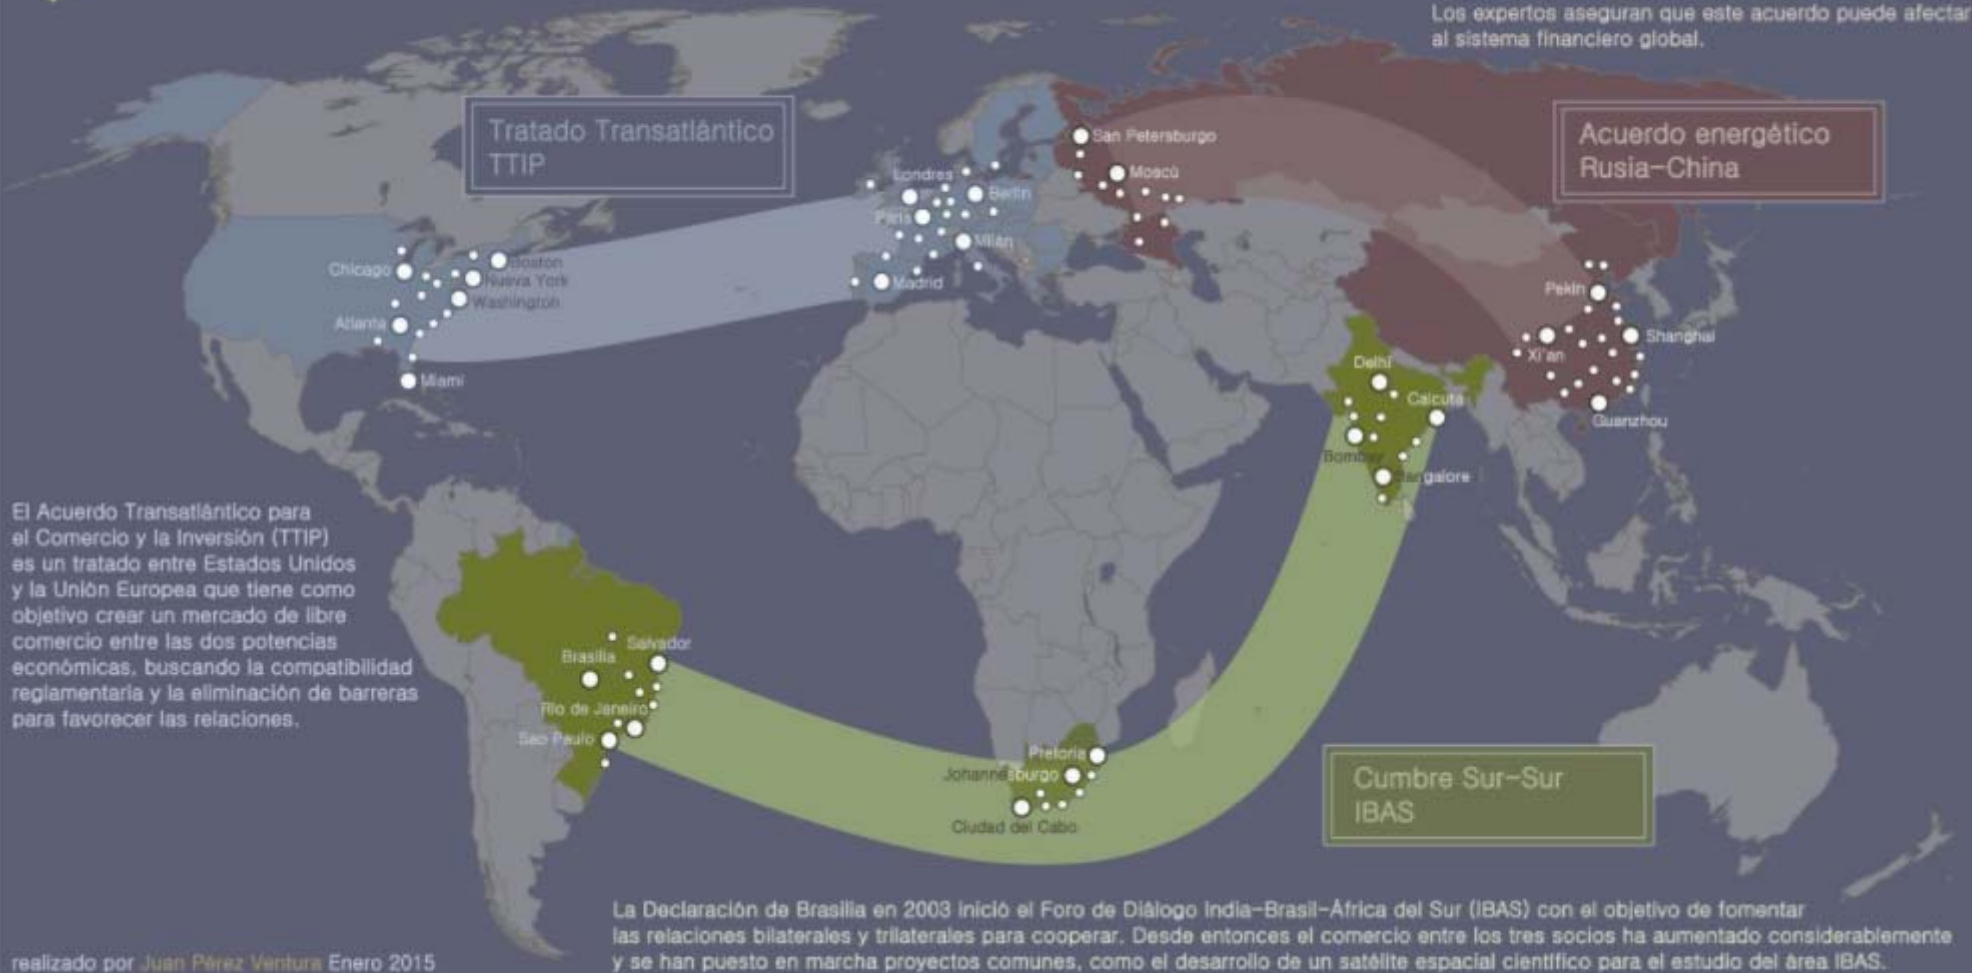 Los expertos aseguran que este acuerdo puede afectar
al sistema financiero global.
Tratado Transatlántico
TTIP
Acuerdo energético
Rusia-China
San Petersburgo
Moscú
Londres
Berlín
París
Milán
Madrid
Chicago
Boston
Nueva York
Washington
Atlanta
Miami
Pekín
Shanghai
Xi'an
Guanzhou
Delhi
Calcuta
Bombay
Bangalore
El Acuerdo Transatlántico para
el Comercio y la Inversión (TTIP)
es un tratado entre Estados Unidos
y la Unión Europea que tiene como
objetivo crear un mercado de libre
comercio entre las dos potencias
económicas, buscando la compatibilidad
reglamentaria y la eliminación de barreras
para favorecer las relaciones.
Salvador
Brasilia
Río de Janeiro
Sao Paulo
Pretoria
Johannesburgo
Ciudad del Cabo
Cumbre Sur-Sur
IBAS
La Declaración de Brasilia en 2003 inició el Foro de Diálogo India-Brasil-África del Sur (IBAS) con el objetivo de fomentar
las relaciones bilaterales y trilaterales para cooperar. Desde entonces el comercio entre los tres socios ha aumentado considerablemente
y se han puesto en marcha proyectos comunes, como el desarrollo de un satélite espacial científico para el estudio del área IBAS.
realizado por Juan Pérez Ventura Enero 2015